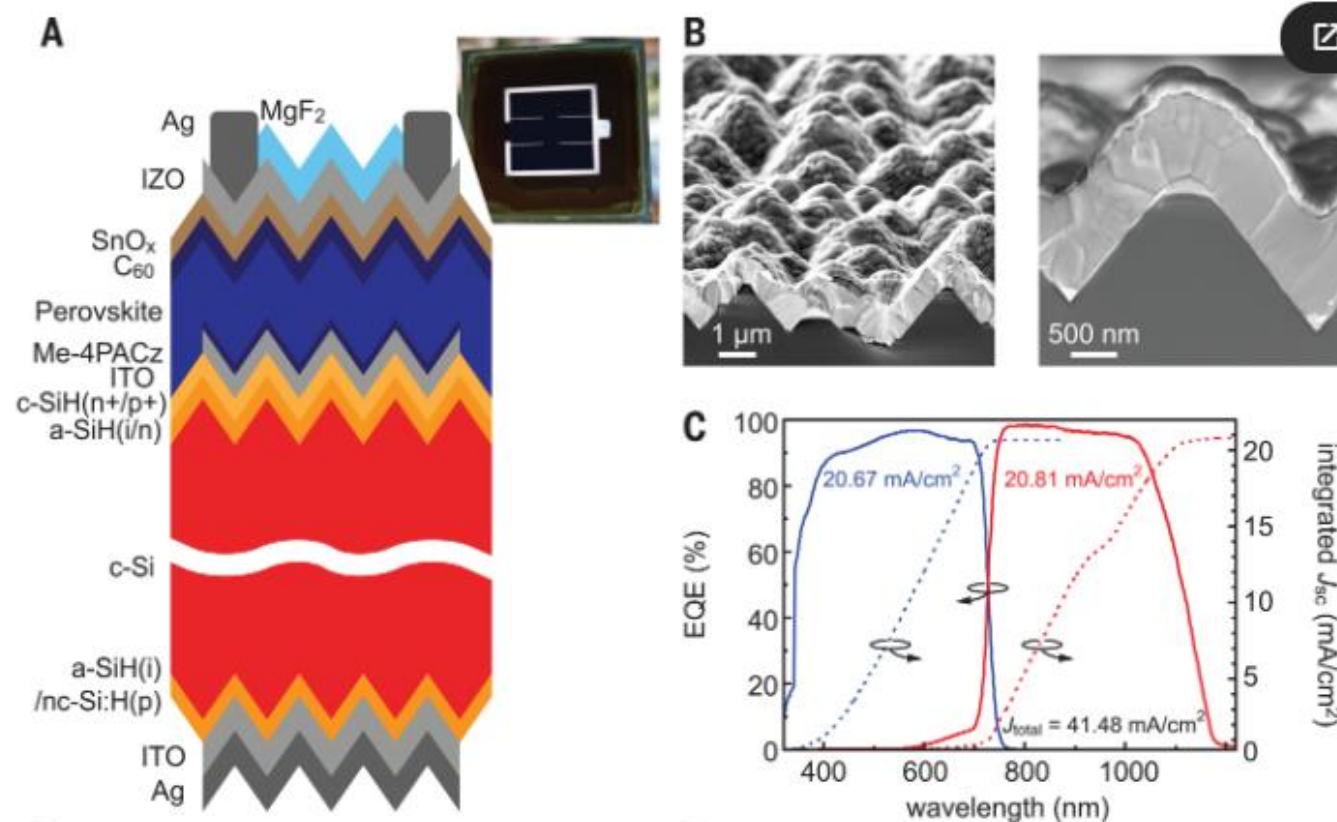 A
Ag
MgF₂
IZO
SnOₓ
C₆₀
Perovskite
Me-4PACz
ITO
c-SiH(n+/p+)
a-SiH(i/n)
c-Si
a-SiH(i)
/nc-Si:H(p)
ITO
Ag
B
1 μm
500 nm
C
100
80
60
40
20
0
EQE (%)
20.67 mA/cm²
20.81 mA/cm²
J_total = 41.48 mA/cm²
20
15
10
5
0
integrated J_sc (mA/cm²)
400 600 800 1000
wavelength (nm)